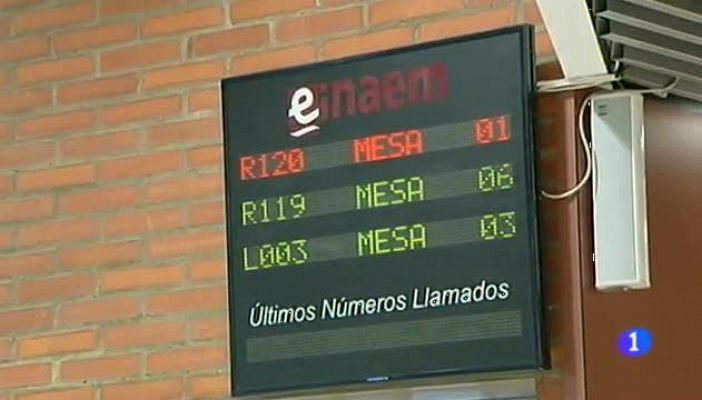 e inaem
R120 MESA 01
R119 MESA 06
L003 MESA 03
Últimos Números Llamados
1